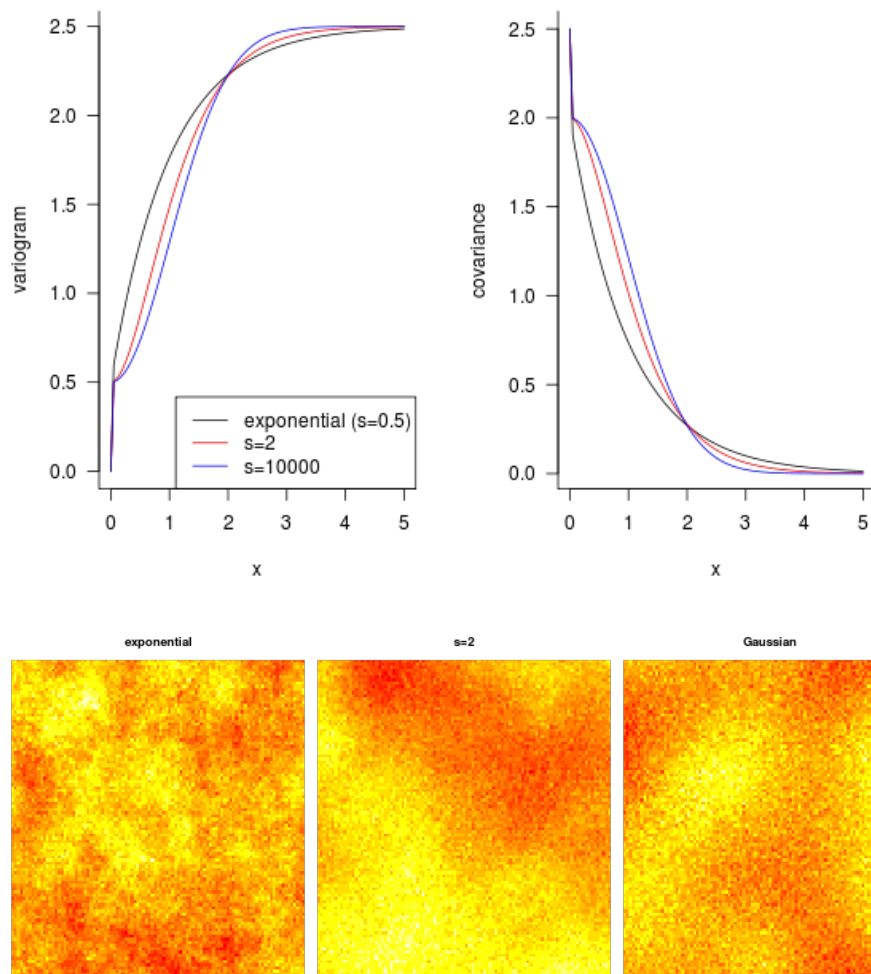 2.5
2.0
1.5
1.0
0.5
0.0
variogram
exponential (s=0.5)
s=2
s=10000
0 1 2 3 4 5
x
2.5
2.0
1.5
1.0
0.5
0.0
covariance
0 1 2 3 4 5
x
exponential
s=2
Gaussian